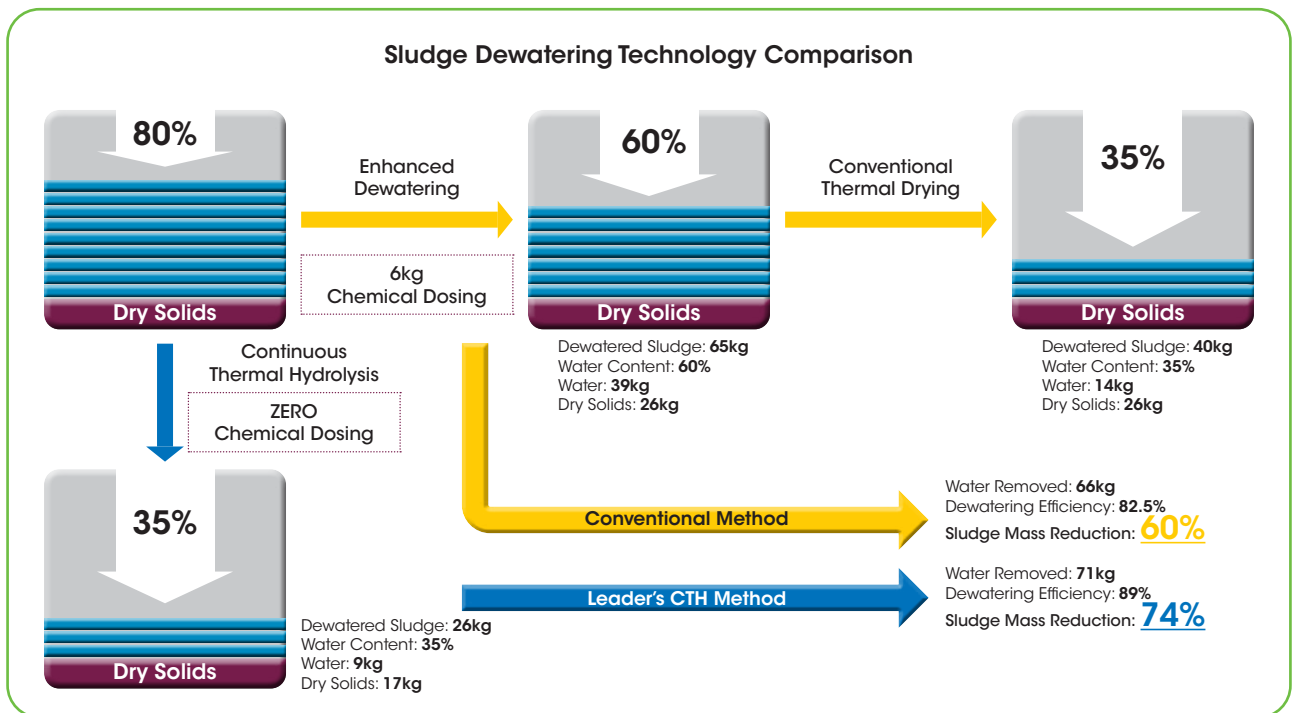 Sludge Dewatering Technology Comparison
80%
Dry Solids
Enhanced
Dewatering
6kg
Chemical Dosing
60%
Dry Solids
Dewatered Sludge: 65kg
Water Content: 60%
Water: 39kg
Dry Solids: 26kg
Conventional
Thermal Drying
35%
Dry Solids
Dewatered Sludge: 40kg
Water Content: 35%
Water: 14kg
Dry Solids: 26kg
Continuous
Thermal Hydrolysis
ZERO
Chemical Dosing
35%
Dry Solids
Dewatered Sludge: 26kg
Water Content: 35%
Water: 9kg
Dry Solids: 17kg
Conventional Method
Water Removed: 66kg
Dewatering Efficiency: 82.5%
Sludge Mass Reduction: 60%
Leader's CTH Method
Water Removed: 71kg
Dewatering Efficiency: 89%
Sludge Mass Reduction: 74%